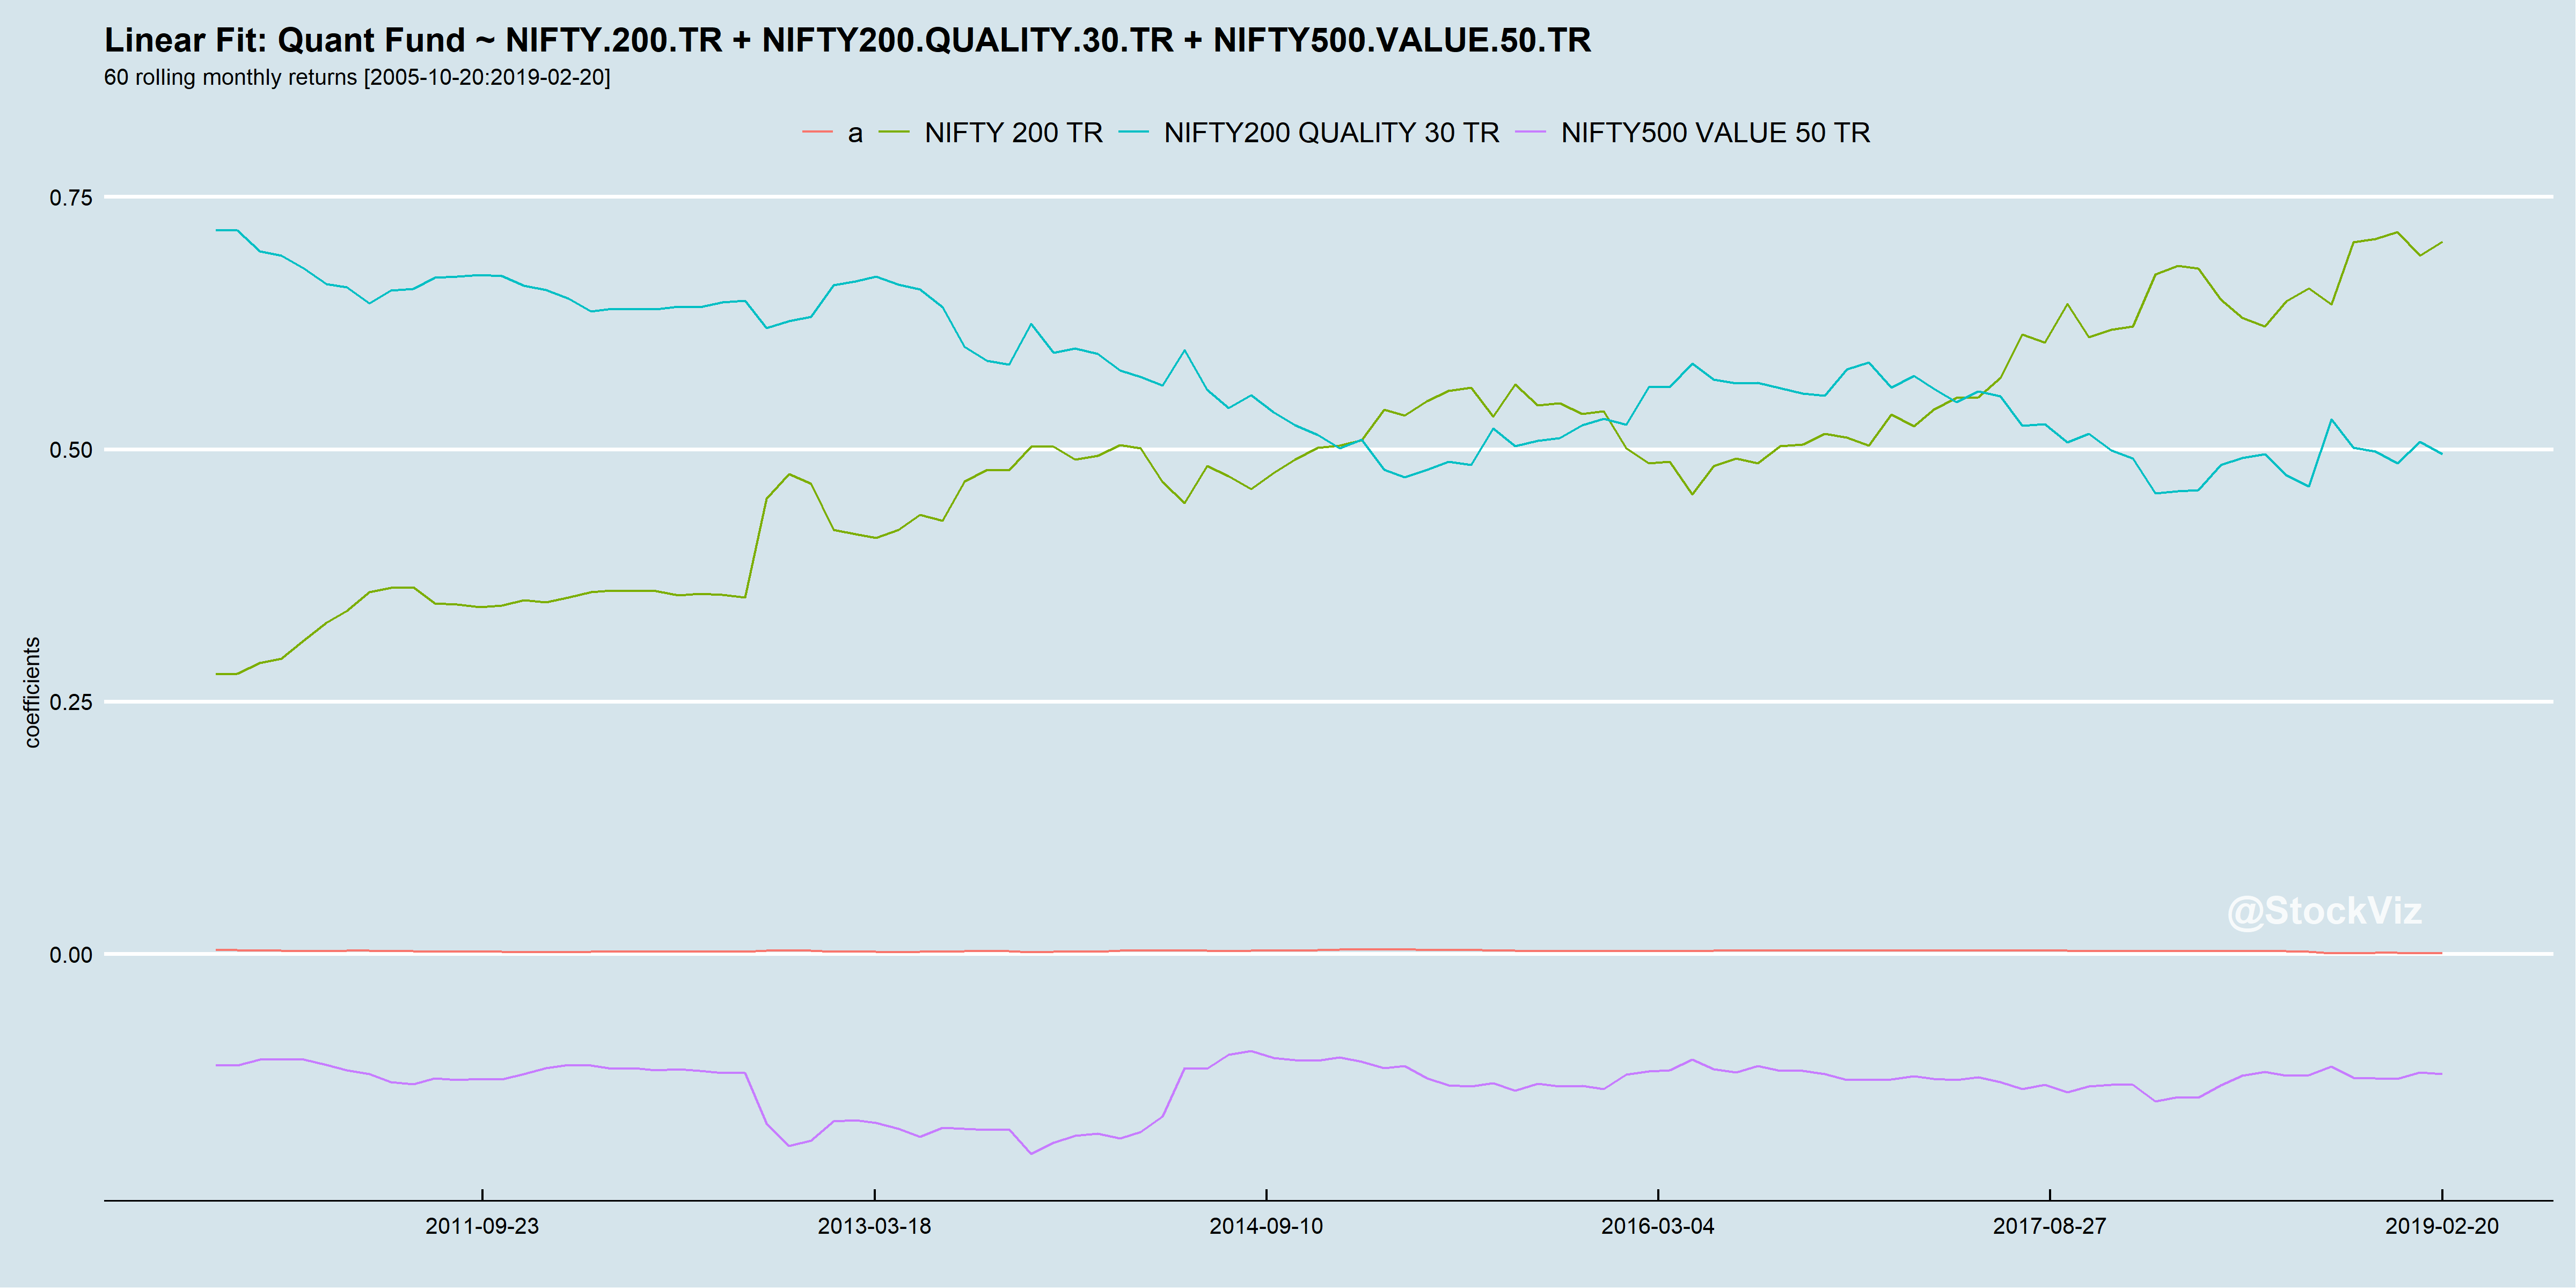 Linear Fit: Quant Fund ~ NIFTY.200.TR + NIFTY200.QUALITY.30.TR + NIFTY500.VALUE.50.TR
60 rolling monthly returns [2005-10-20:2019-02-20]
a NIFTY 200 TR NIFTY200 QUALITY 30 TR NIFTY500 VALUE 50 TR
0.75
0.50
0.25
0.00
coefficients
@StockViz
2011-09-23 2013-03-18 2014-09-10 2016-03-04 2017-08-27 2019-02-20